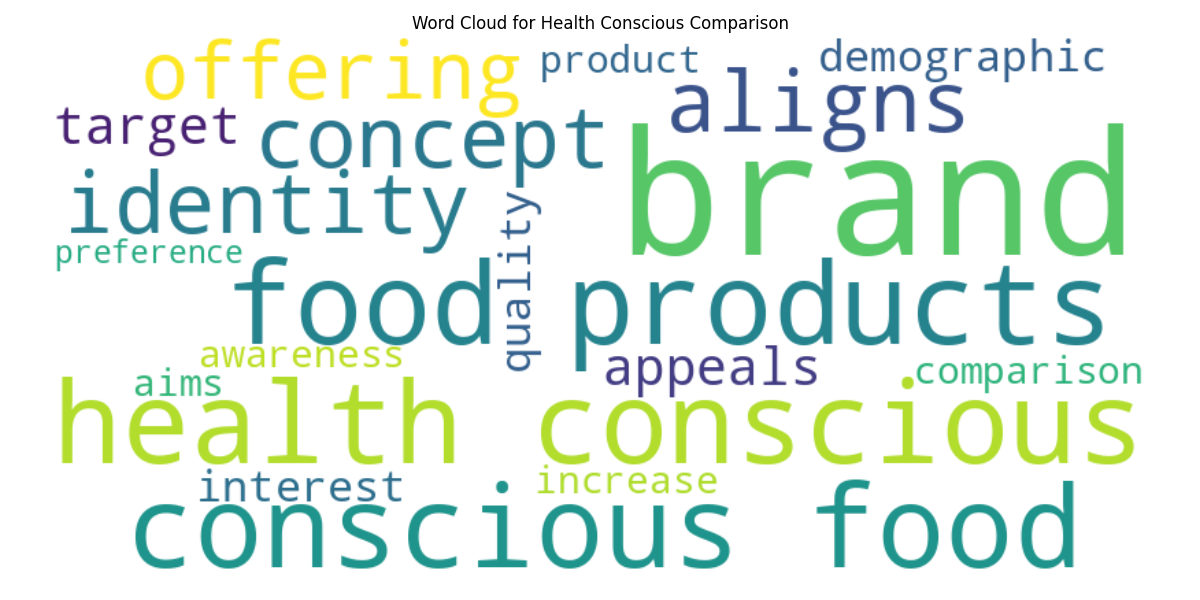 Word Cloud for Health Conscious Comparison
offering
product
demographic
target
concept
aligns
identity
brand
quality
preference
food products
awareness
appeals
comparison
aims
health conscious
interest
increase
conscious food